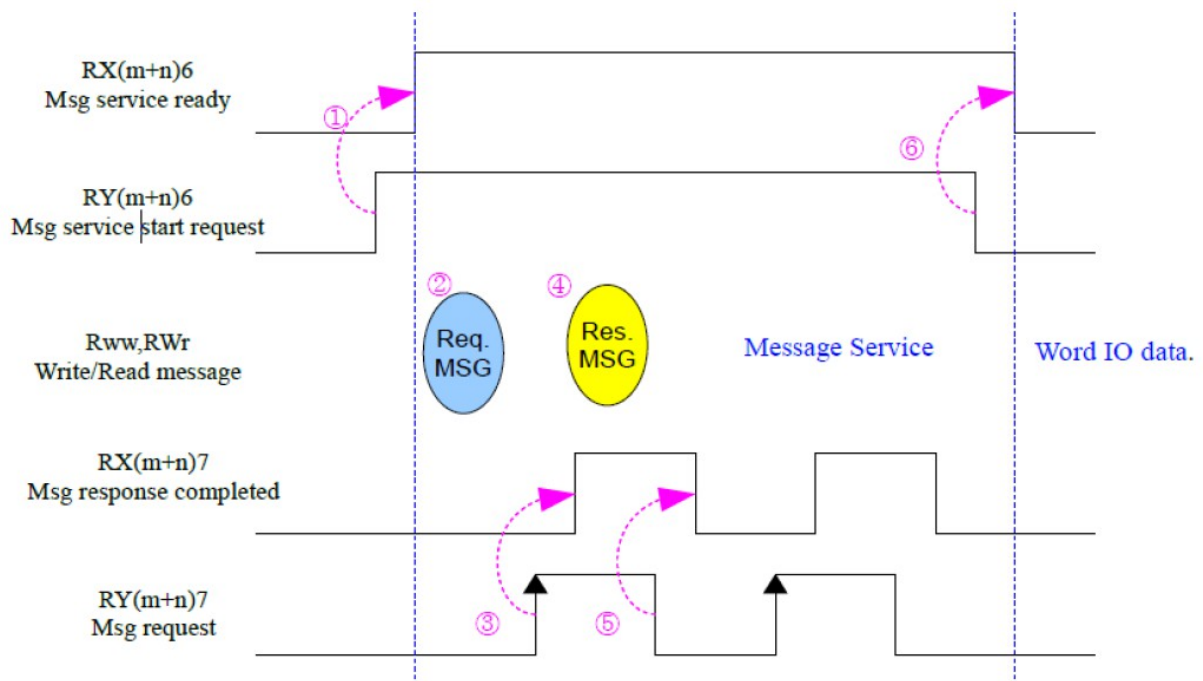 RX(m+n)6
Msg service ready
①
⑥
RY(m+n)6
Msg service start request
②
④
Req.
MSG
Res.
MSG
Rww,RWr
Write/Read message
Message Service
Word IO data.
RX(m+n)7
Msg response completed
RY(m+n)7
Msg request
③
⑤